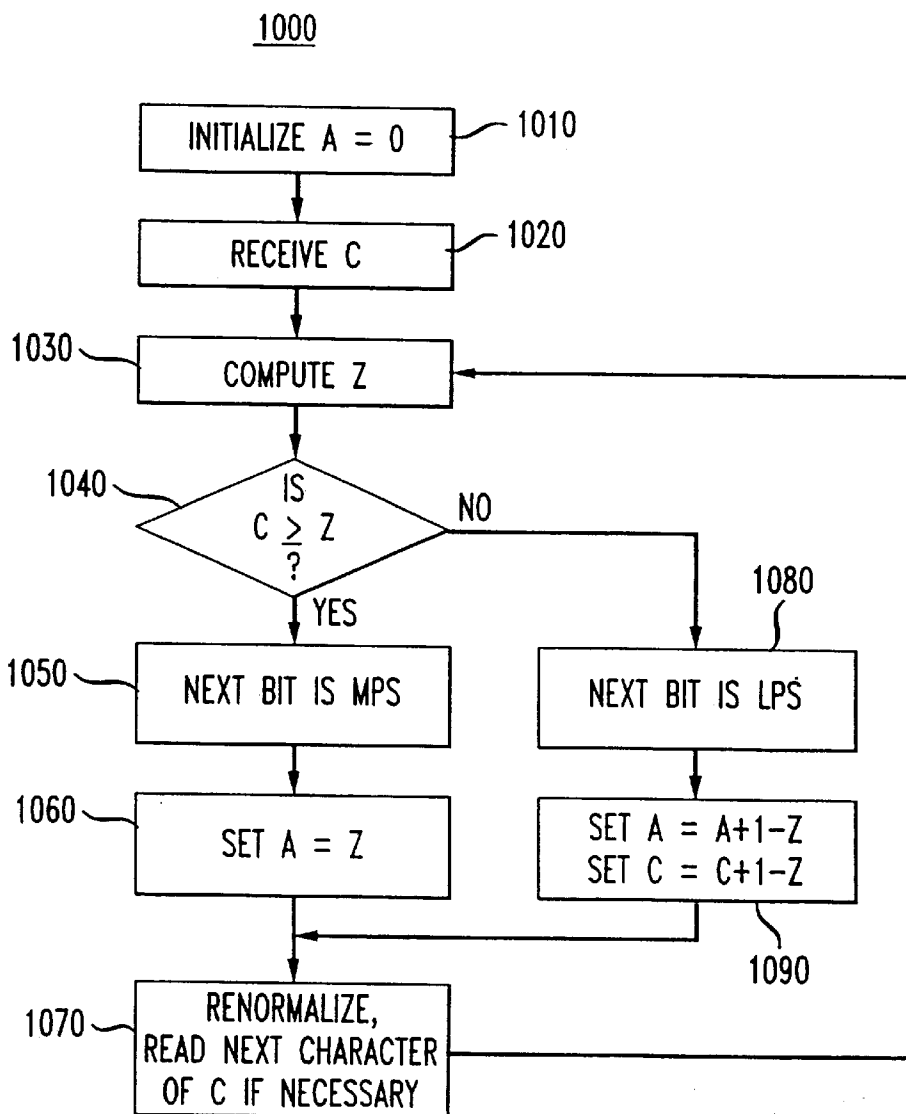 1000
INITIALIZE A = 0
1010
RECEIVE C
1020
1030
COMPUTE Z
1040
IS
C ≥ Z
?
NO
YES
1080
1050
NEXT BIT IS MPS
NEXT BIT IS LPS
1060
SET A = Z
SET A = A+1-Z
SET C = C+1-Z
1090
1070
RENORMALIZE,
READ NEXT CHARACTER
OF C IF NECESSARY